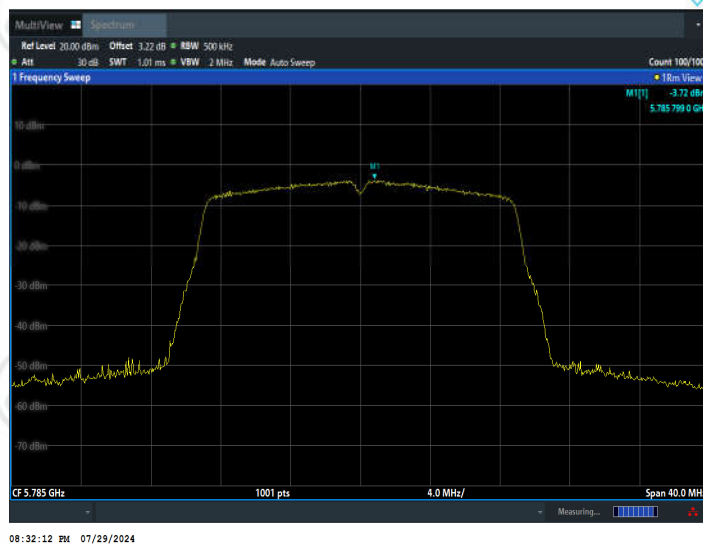 MultiView Spectrum
Ref Level 20.00 dBm Offset 3.22 dB RBW 500 kHz
Att 30 dB SWT 1.01 ms VBW 2 MHz Mode Auto Sweep Count 100/100
1 Frequency Sweep 1Rm View
M1[1] -3.72 dBm
5.785 799 0 GH
10 dBm
0 dBm
M1
-10 dBm
-20 dBm
-30 dBm
-40 dBm
-50 dBm
-60 dBm
-70 dBm
CF 5.785 GHz 1001 pts 4.0 MHz/ Span 40.0 MHz
Measuring...
08:32:12 PM 07/29/2024